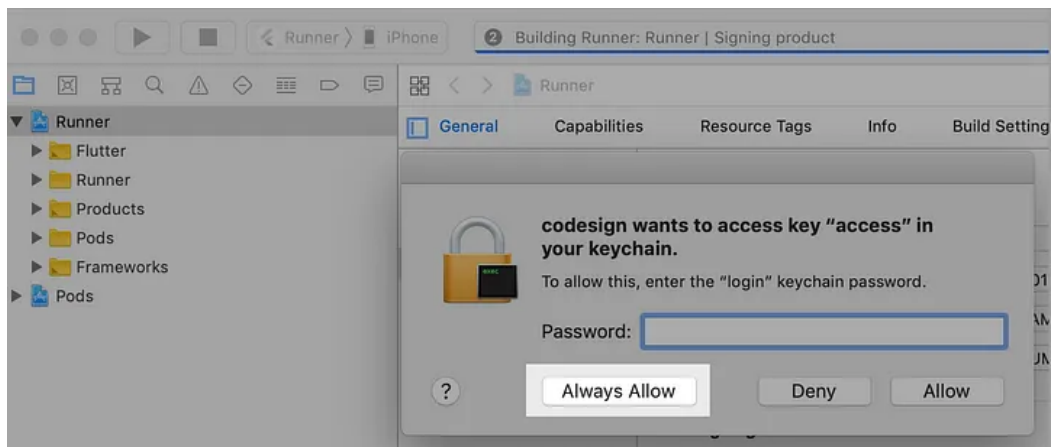 Runner > iPhone
2 Building Runner: Runner | Signing product
Runner
General Capabilities Resource Tags Info Build Setting
Runner
Flutter
Runner
Products
Pods
Frameworks
Pods
codesign wants to access key “access” in
your keychain.
To allow this, enter the “login” keychain password.
Password:
? Always Allow Deny Allow